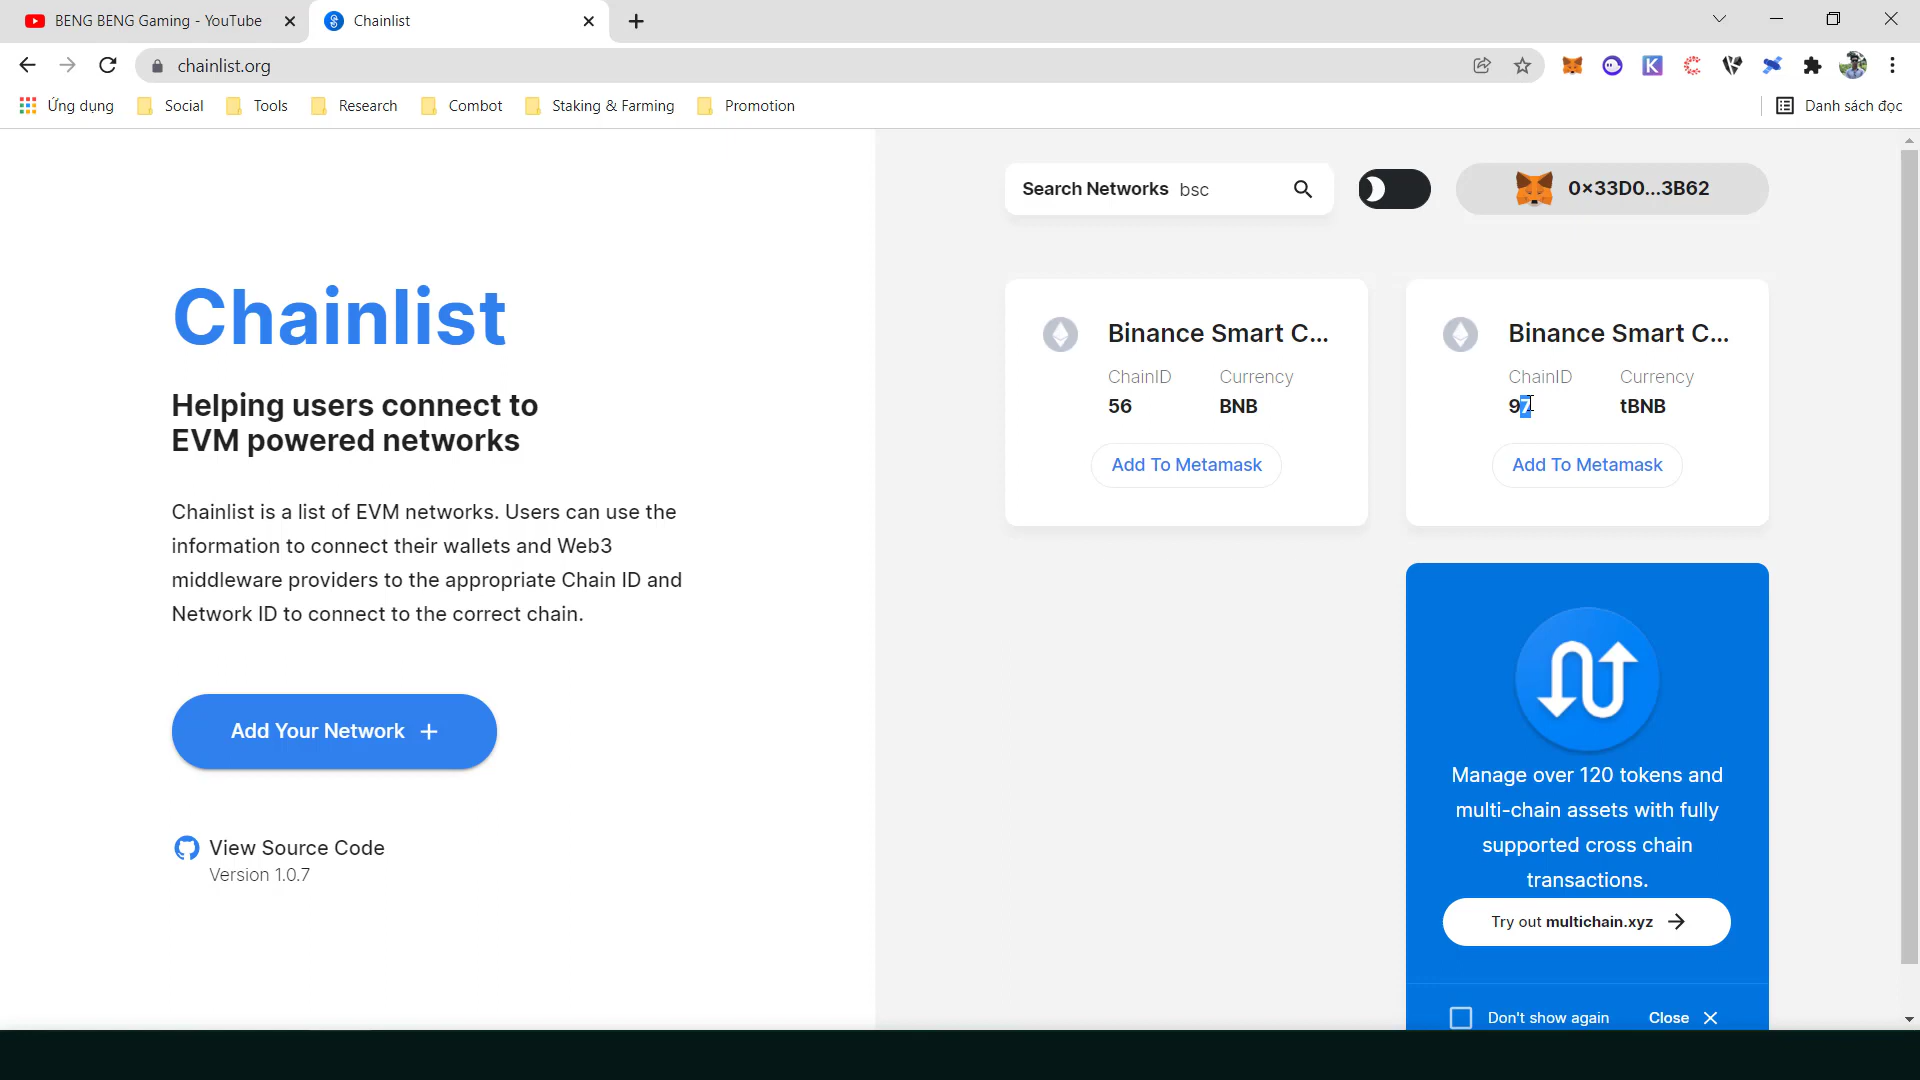 BENG BENG Gaming - YouTube
Chainlist
chainlist.org
Ứng dụng
Social
Tools
Research
Combot
Staking & Farming
Promotion
Danh sách đọc
Search Networks bsc
0×33D0...3B62
Chainlist
Helping users connect to
EVM powered networks
Chainlist is a list of EVM networks. Users can use the
information to connect their wallets and Web3
middleware providers to the appropriate Chain ID and
Network ID to connect to the correct chain.
Add Your Network +
View Source Code
Version 1.0.7
Binance Smart C...
ChainID Currency
56 BNB
Add To Metamask
Binance Smart C...
ChainID Currency
97 tBNB
Add To Metamask
Manage over 120 tokens and
multi-chain assets with fully
supported cross chain
transactions.
Try out multichain.xyz
Don't show again
Close